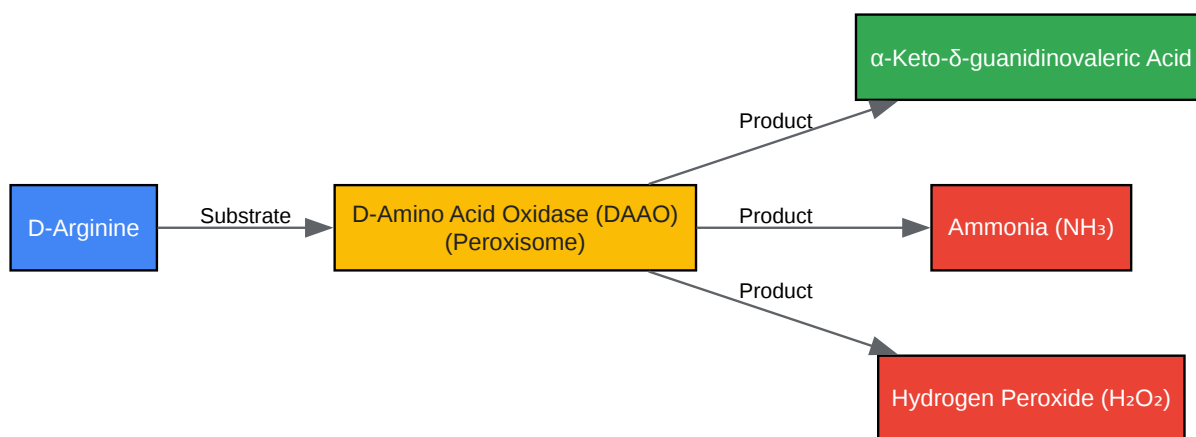 α-Keto-δ-guanidinovaleric Acid
Product
D-Arginine
Substrate
D-Amino Acid Oxidase (DAAO)
(Peroxisome)
Product
Ammonia (NH₃)
Product
Hydrogen Peroxide (H₂O₂)